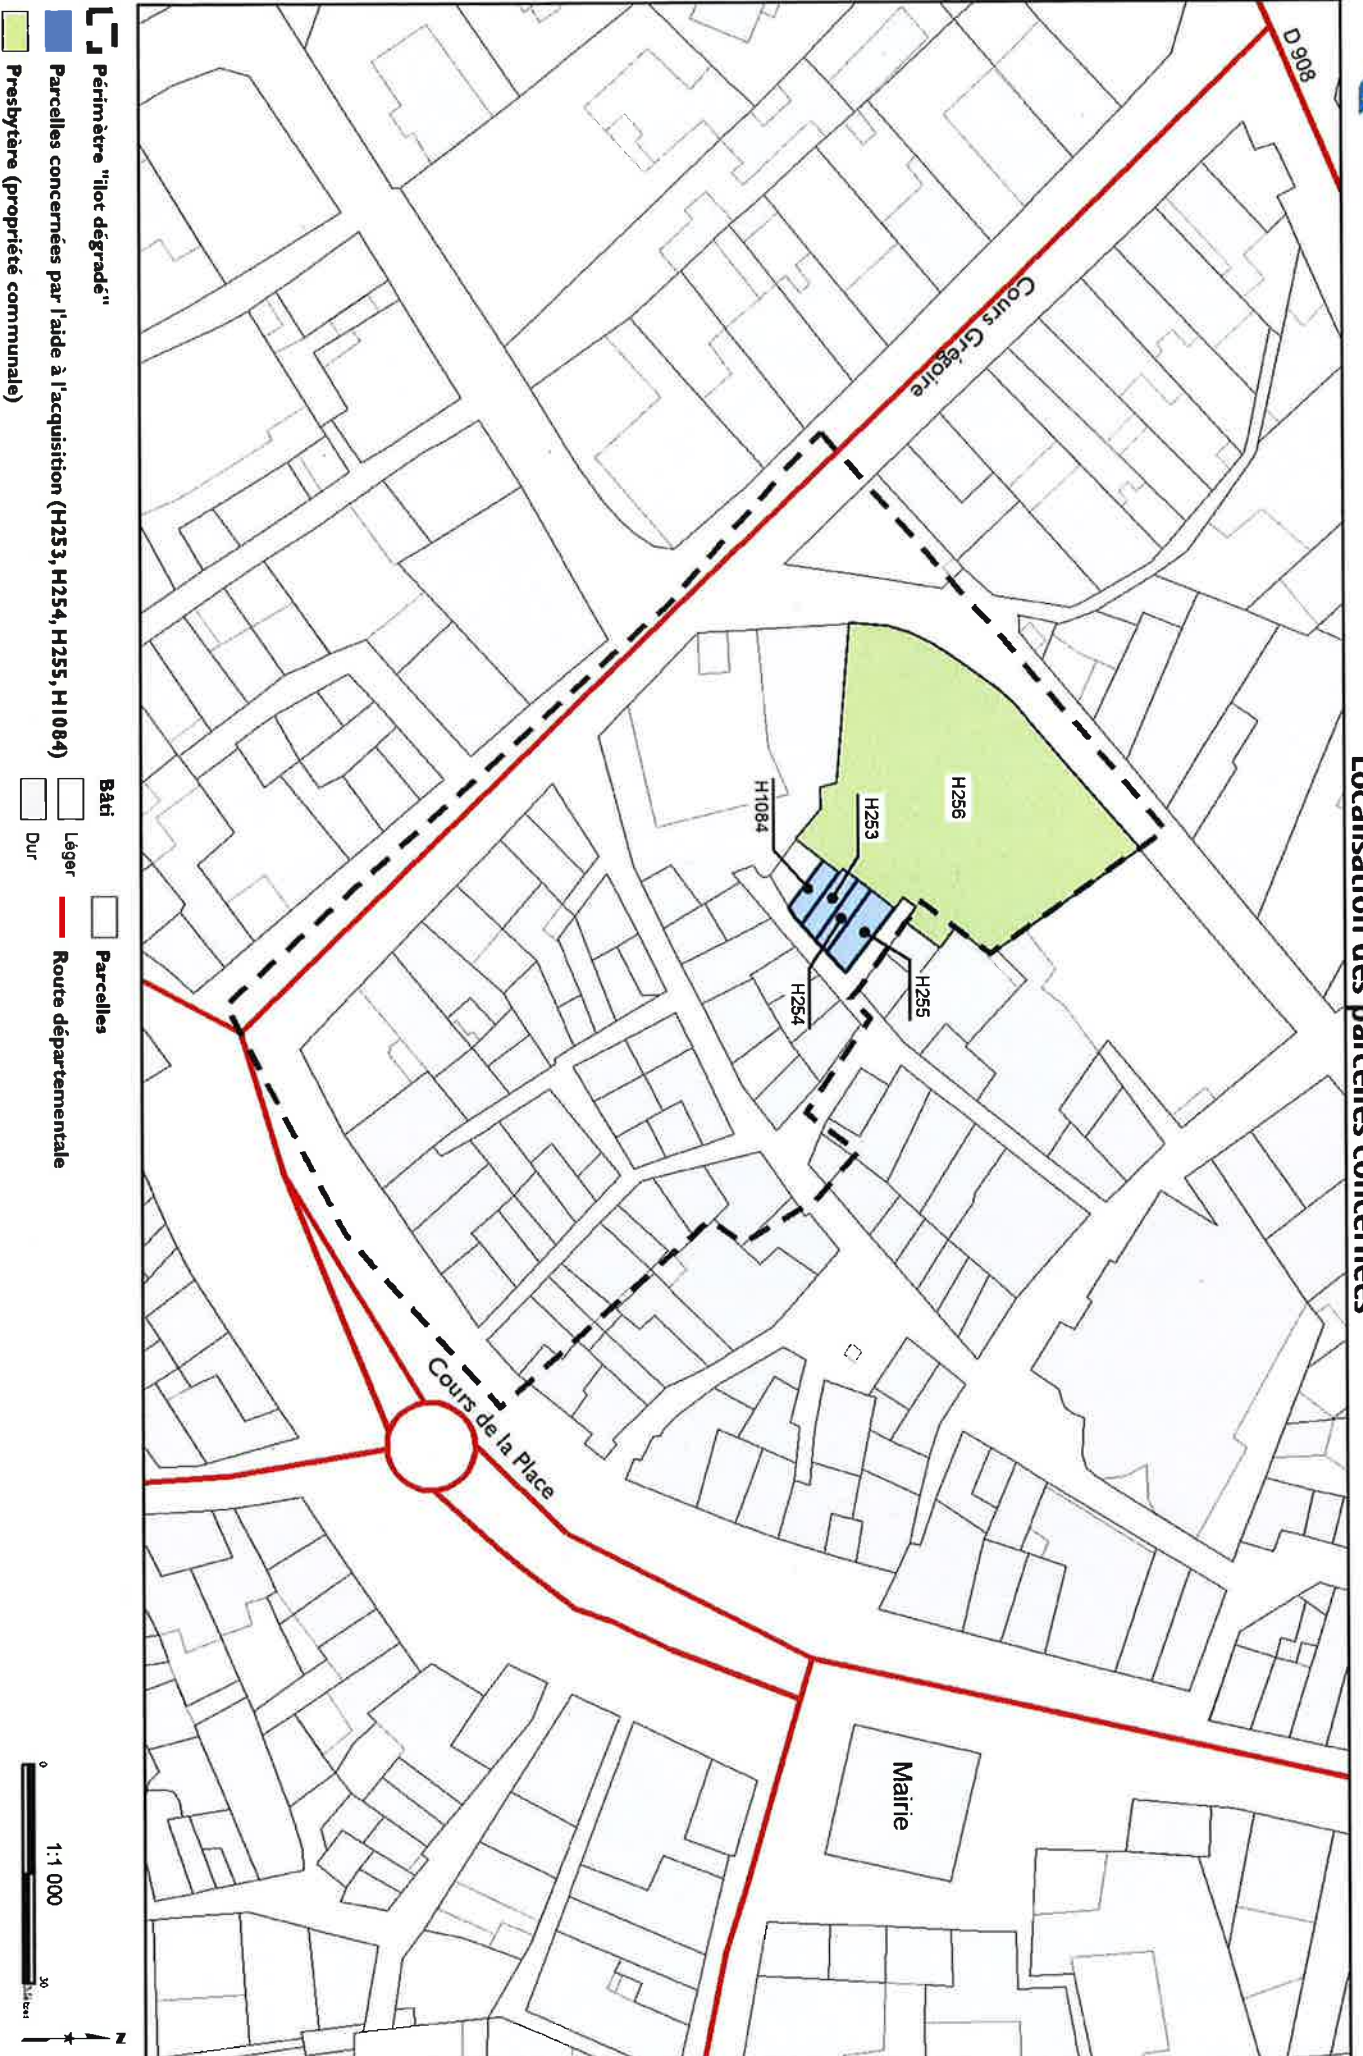 Localisation des parcelles concernées
D 908
Cours Grégoire
H256
H253
H1084
H255
H254
Cours de la Place
Mairie
Périmètre "ilot dégradé"
Parcelles concernées par l'aide à l'acquisition (H253, H254, H255, H1084)
Presbytère (propriété communale)
Bâti
Léger
Dur
Parcelles
Route départementale
1:1 000
0 30
Mètres
N